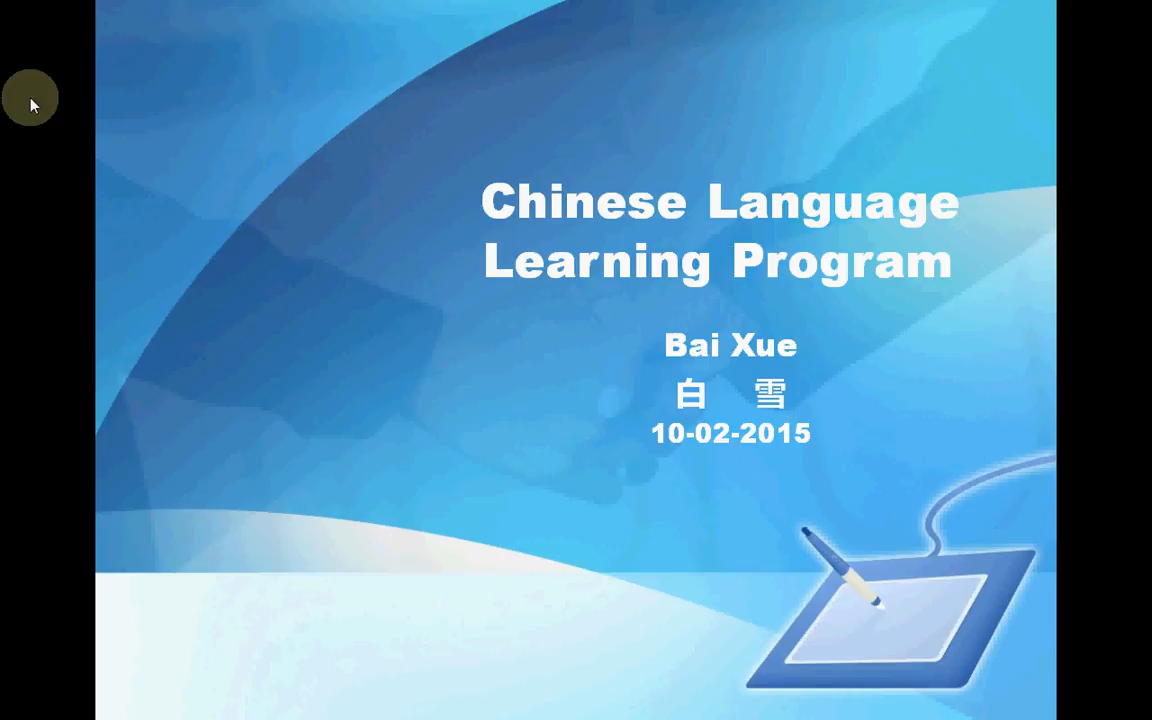 Chinese Language
Learning Program
Bai Xue
白 雪
10-02-2015